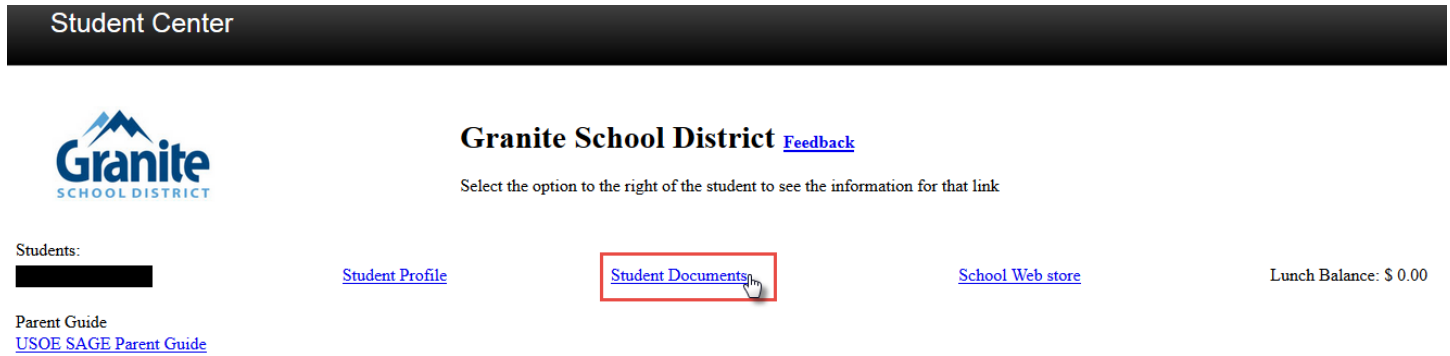 Student Center
Granite
SCHOOL DISTRICT
Granite School District Feedback
Select the option to the right of the student to see the information for that link
Students:
Student Profile Student Documents School Web store Lunch Balance: $ 0.00
Parent Guide
USOE SAGE Parent Guide